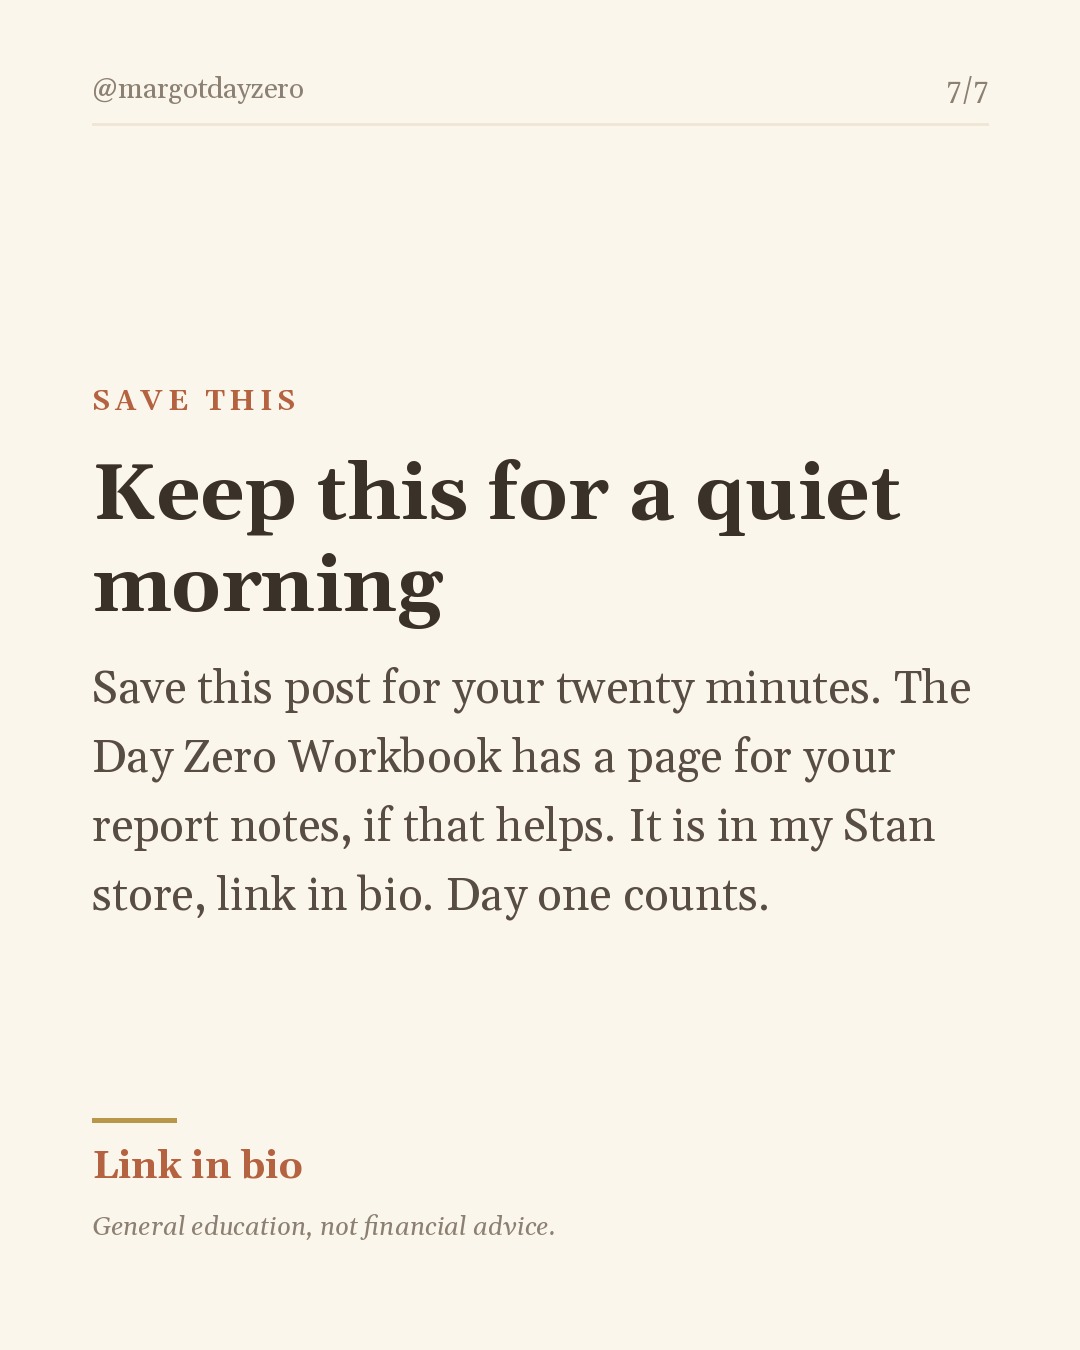 @margotdayzero
7/7
SAVE THIS
Keep this for a quiet
morning
Save this post for your twenty minutes. The
Day Zero Workbook has a page for your
report notes, if that helps. It is in my Stan
store, link in bio. Day one counts.
Link in bio
General education, not financial advice.